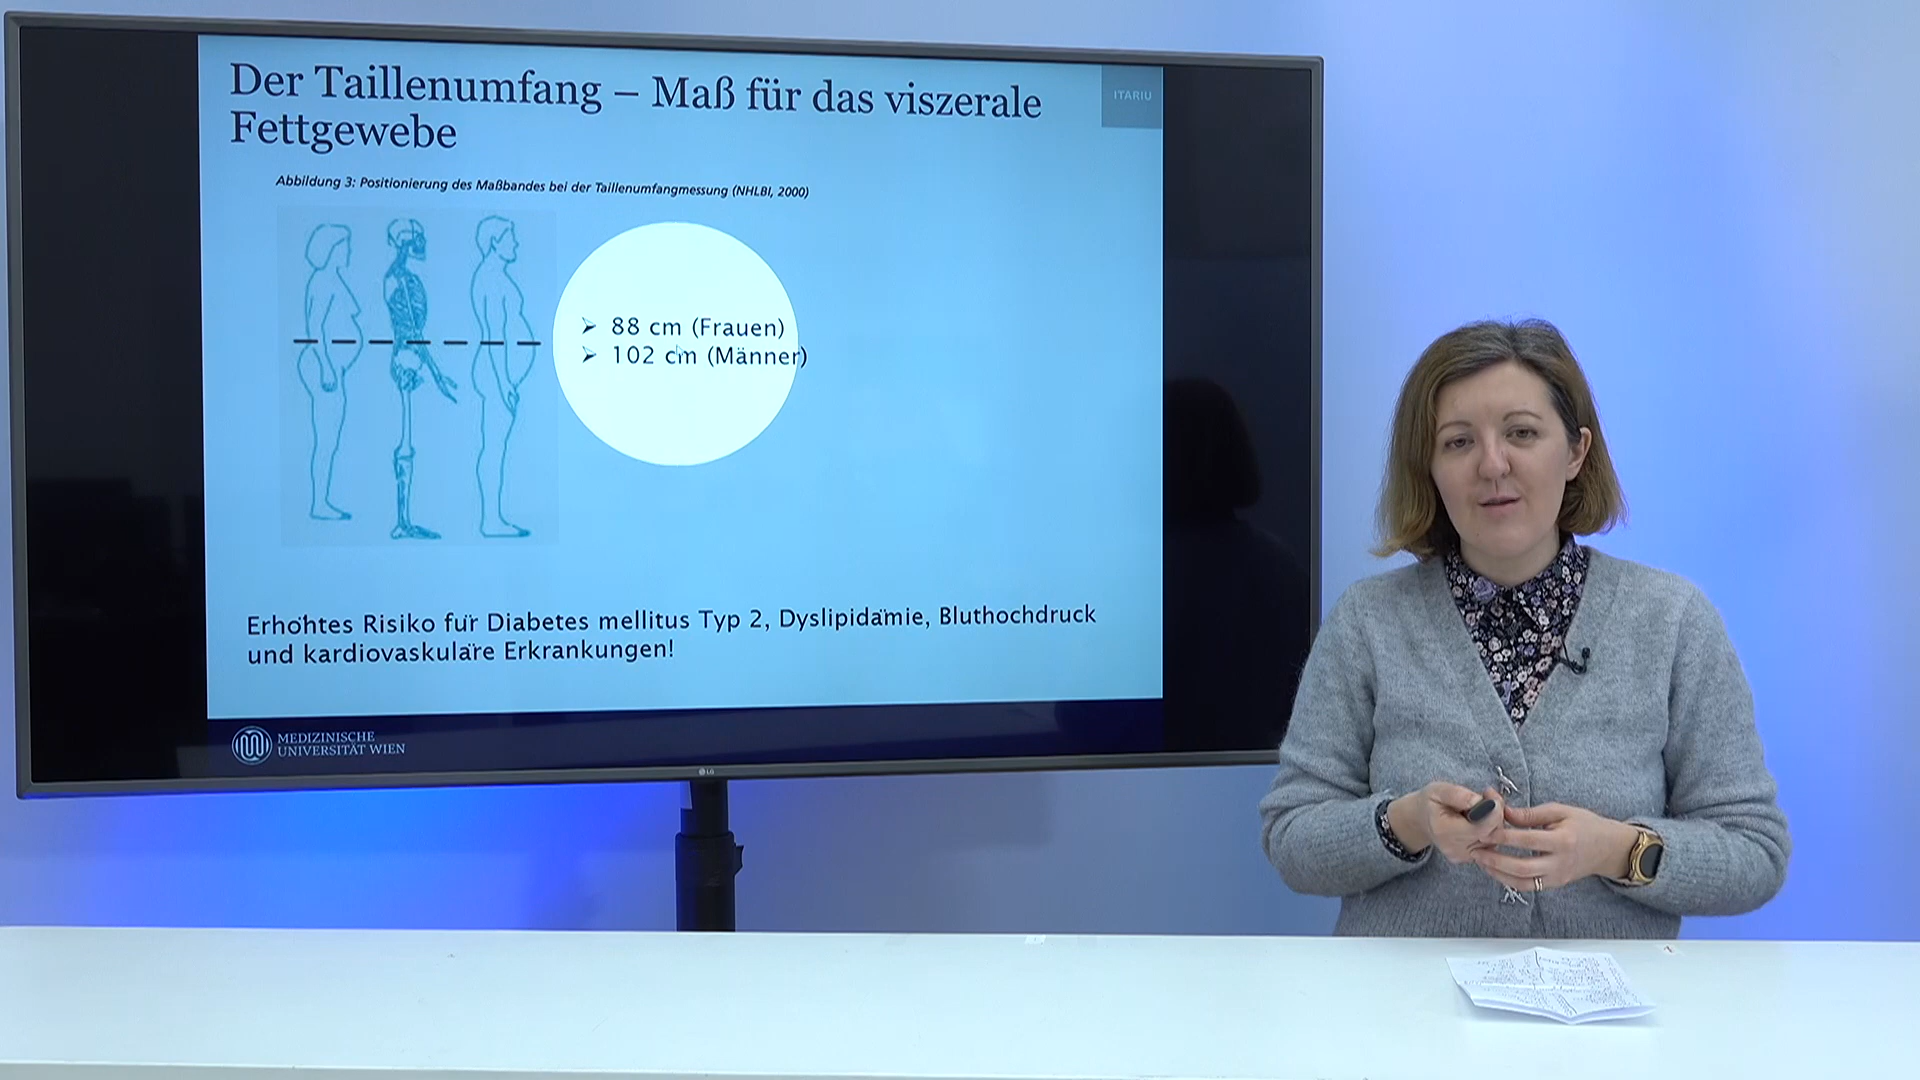 Der Taillenumfang – Maß für das viszerale
Fettgewebe
ITARIU
Abbildung 3: Positionierung des Maßbandes bei der Taillenumfangmessung (NHLBI, 2000)
➢ 88 cm (Frauen)
➢ 102 cm (Männer)
Erhöhtes Risiko für Diabetes mellitus Typ 2, Dyslipidämie, Bluthochdruck
und kardiovaskuläre Erkrankungen!
MEDIZINISCHE
UNIVERSITÄT WIEN
LG